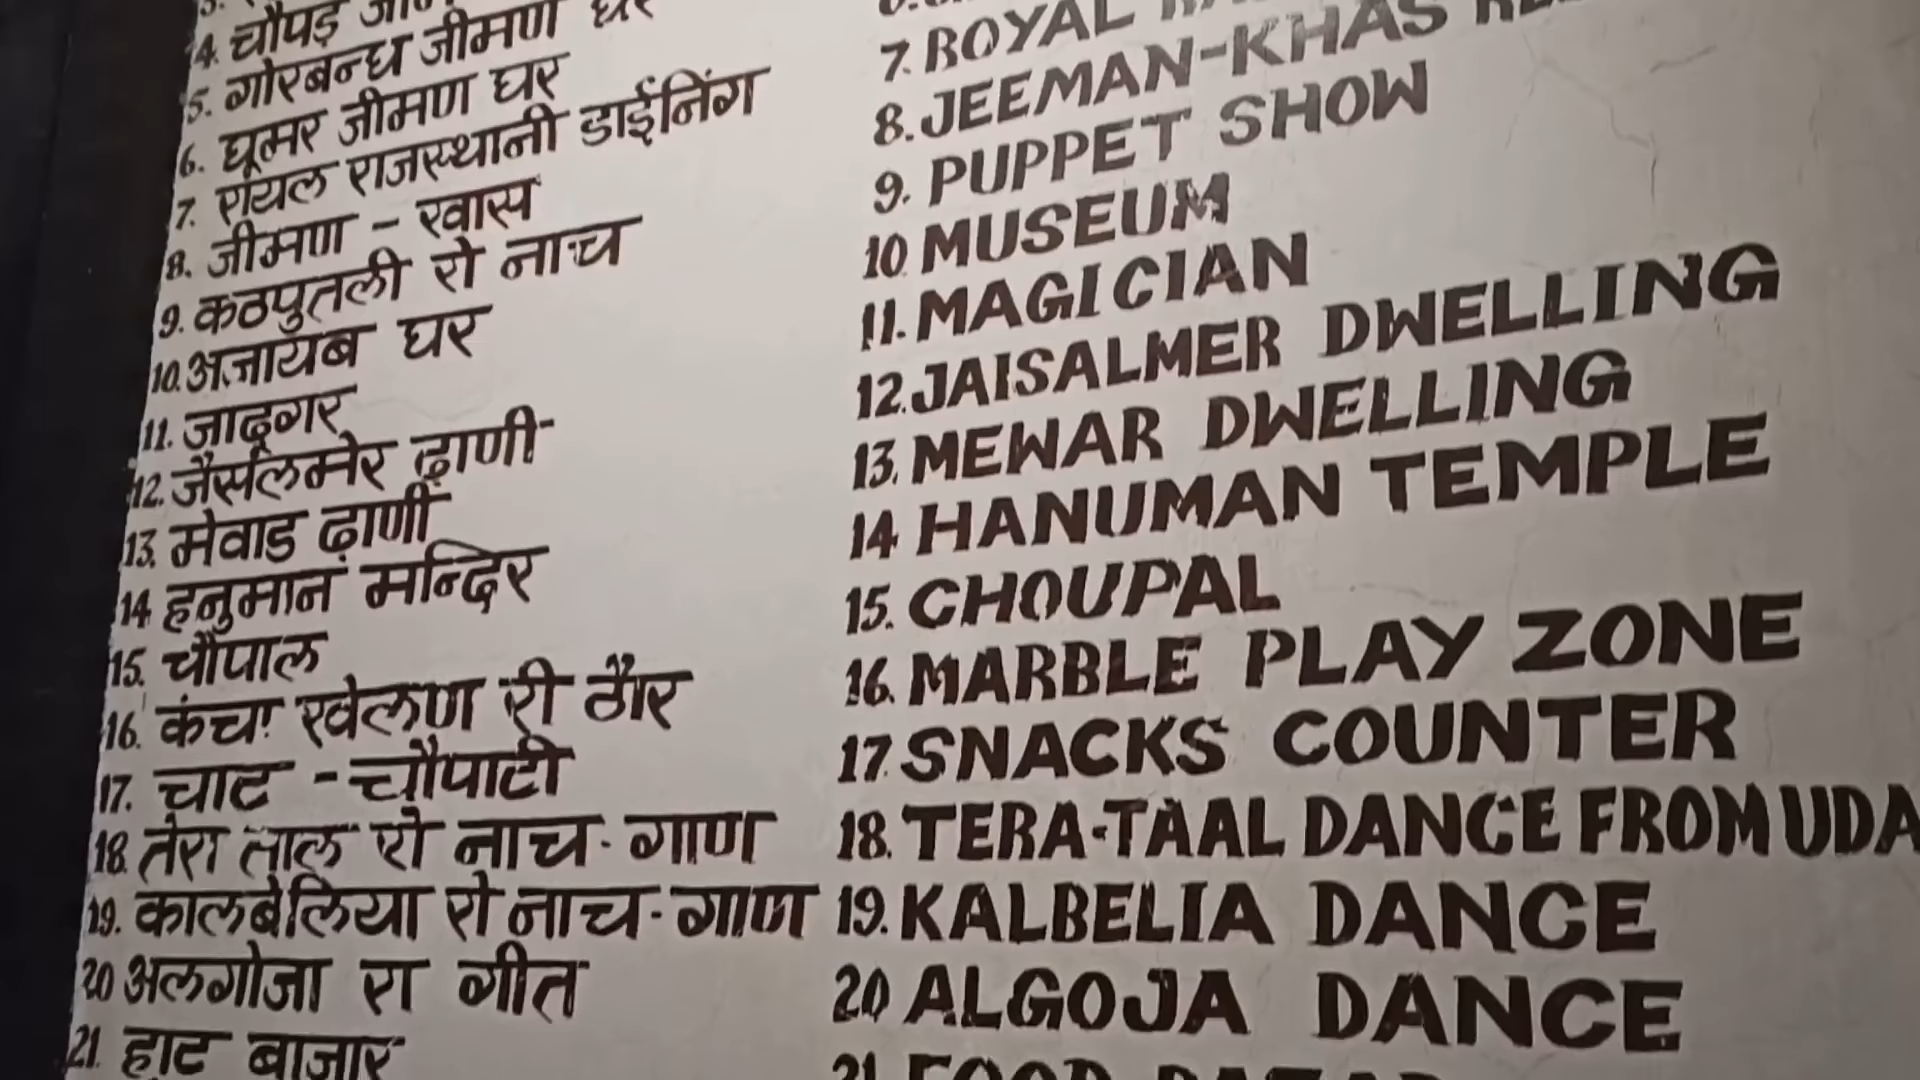 4. चौपड़
5. गोरबन्ध जीमण घर
6. घूमर जीमण घर
7. रॉयल राजस्थानी डाईनिंग
8. जीमण - खास
9. कठपुतली रो नाच
10. अजायब घर
11. जादूगर
12. जैसलमेर ढ़ाणी
13. मेवाड ढ़ाणी
14 हनुमान मन्दिर
15. चौपाल
16. कंचा खेलण री ठौर
17. चाट - चौपाटी
18. तेरा ताल रो नाच-गाण
19. कालबेलिया रो नाच-गाण
20 अलगोजा रा गीत
21. हाट बाजार
7. ROYAL
8. JEEMAN-KHAS
9. PUPPET SHOW
10 MUSEUM
11. MAGICIAN
12. JAISALMER DWELLING
13. MEWAR DWELLING
14 HANUMAN TEMPLE
15. CHOUPAL
16. MARBLE PLAY ZONE
17 SNACKS COUNTER
18. TERA-TAAL DANCE FROM UDA
19. KALBELIA DANCE
20 ALGOJA DANCE
21 FOOD BAZAR